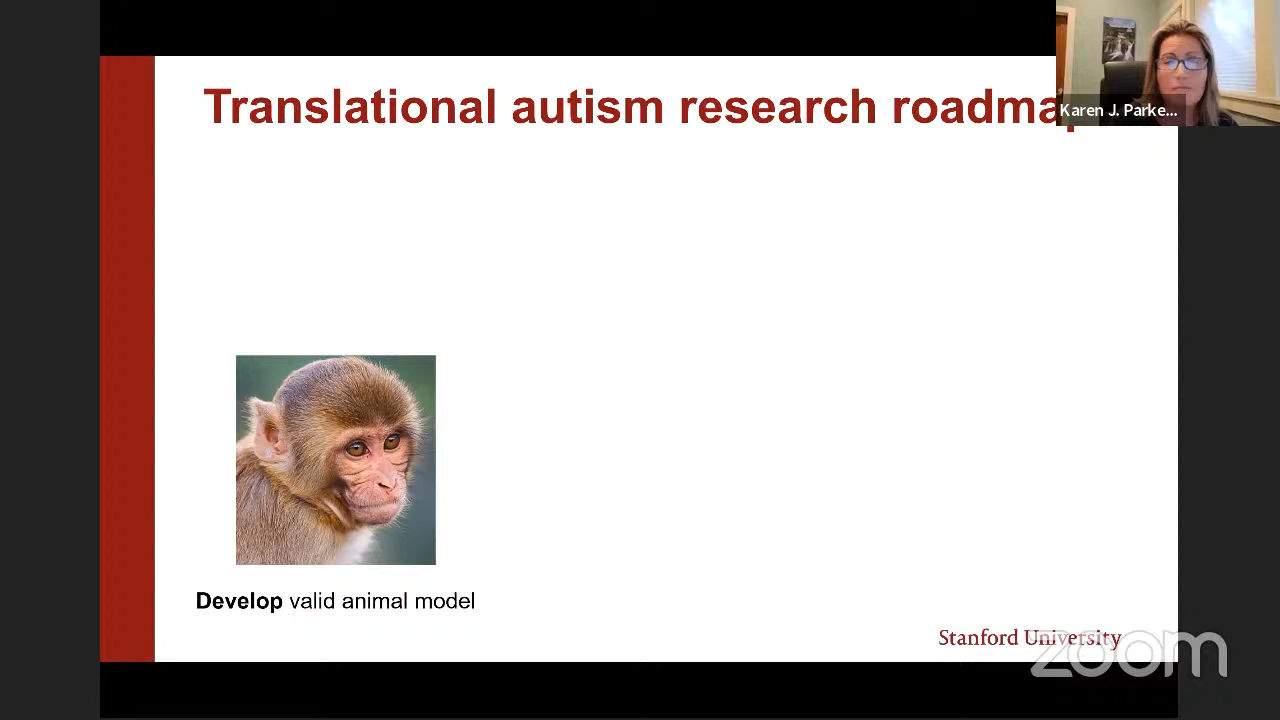 Translational autism research roadmap
Karen J. Parke...
Develop valid animal model
Stanford University
zoom